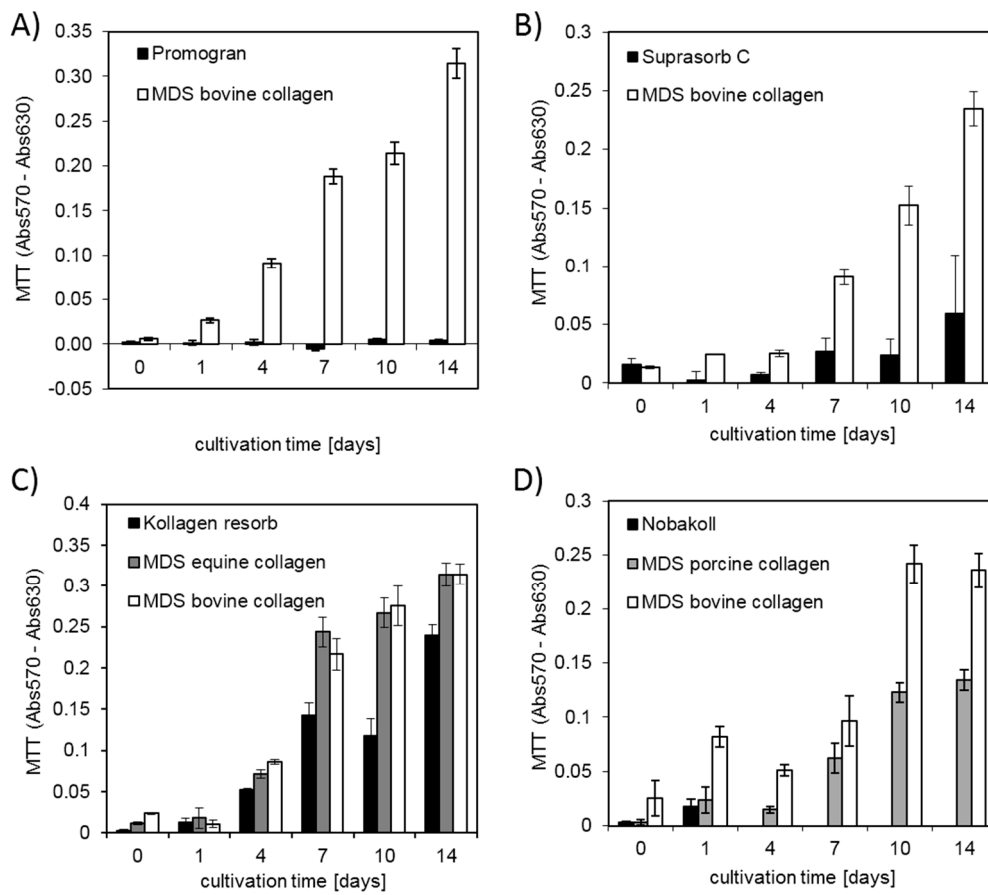 A)
Promogran
MDS bovine collagen
MTT (Abs570 - Abs630)
0.35
0.30
0.25
0.20
0.15
0.10
0.05
0.00
-0.05
0 1 4 7 10 14
cultivation time [days]
B)
Suprasorb C
MDS bovine collagen
MTT (Abs570 - Abs630)
0.3
0.25
0.2
0.15
0.1
0.05
0
0 1 4 7 10 14
cultivation time [days]
C)
Kollagen resorb
MDS equine collagen
MDS bovine collagen
MTT (Abs570 - Abs630)
0.4
0.35
0.3
0.25
0.2
0.15
0.1
0.05
0
0 1 4 7 10 14
cultivation time [days]
D)
Nobakoll
MDS porcine collagen
MDS bovine collagen
MTT (Abs570 - Abs630)
0.3
0.25
0.2
0.15
0.1
0.05
0
0 1 4 7 10 14
cultivation time [days]